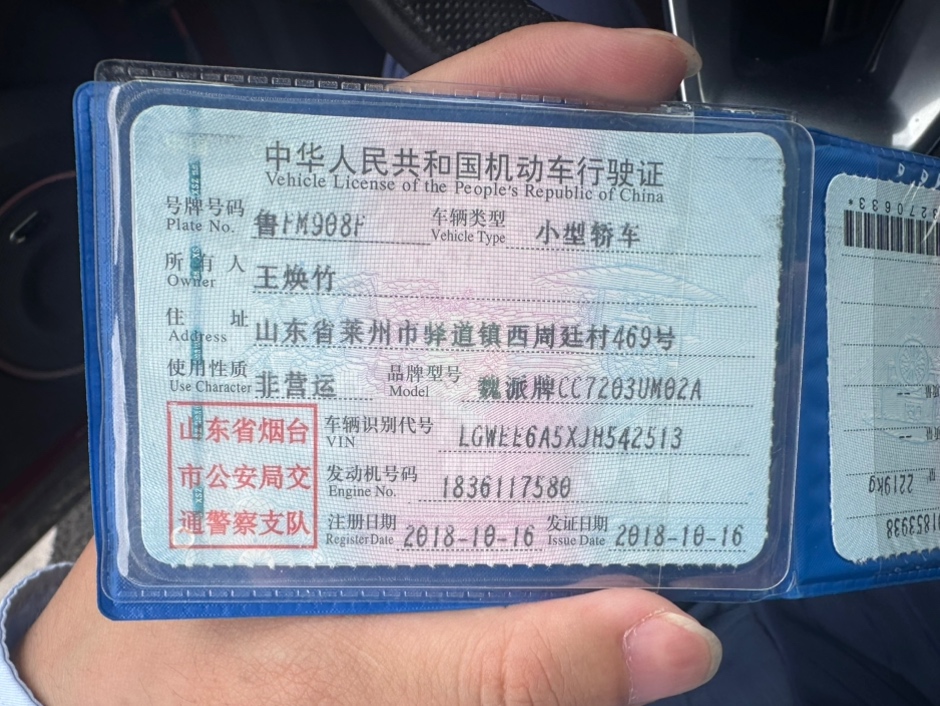 中华人民共和国机动车行驶证
Vehicle License of the People's Republic of China
号牌号码 鲁FM908F 车辆类型 小型轿车
Plate No. Vehicle Type
所有人 王焕竹
Owner
住址 山东省莱州市驿道镇西周廷村469号
Address
使用性质 非营运 品牌型号 魏派牌CC7203UM02A
Use Character Model
山东省烟台
市公安局交
通警察支队
车辆识别代号 LGWEE6A5XJH542513
VIN
发动机号码 1836117580
Engine No.
注册日期 2018-10-16 发证日期 2018-10-16
Register Date Issue Date
3270633*
2219kg
1853938